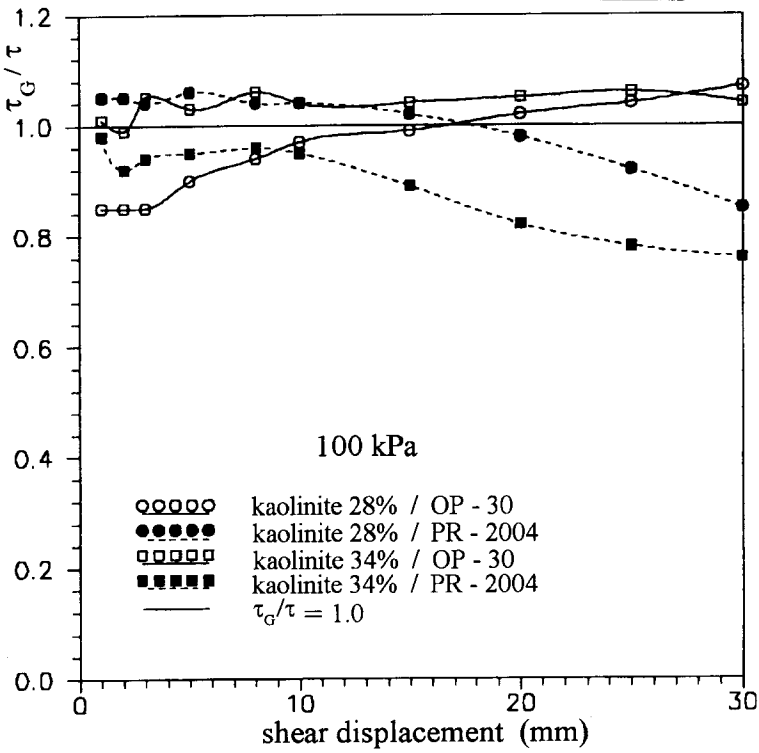 1.2
1.0
0.8
0.6
0.4
0.2
0.0
τG/τ
100 kPa
kaolinite 28% / OP - 30
kaolinite 28% / PR - 2004
kaolinite 34% / OP - 30
kaolinite 34% / PR - 2004
τG/τ = 1.0
0 10 20 30
shear displacement (mm)